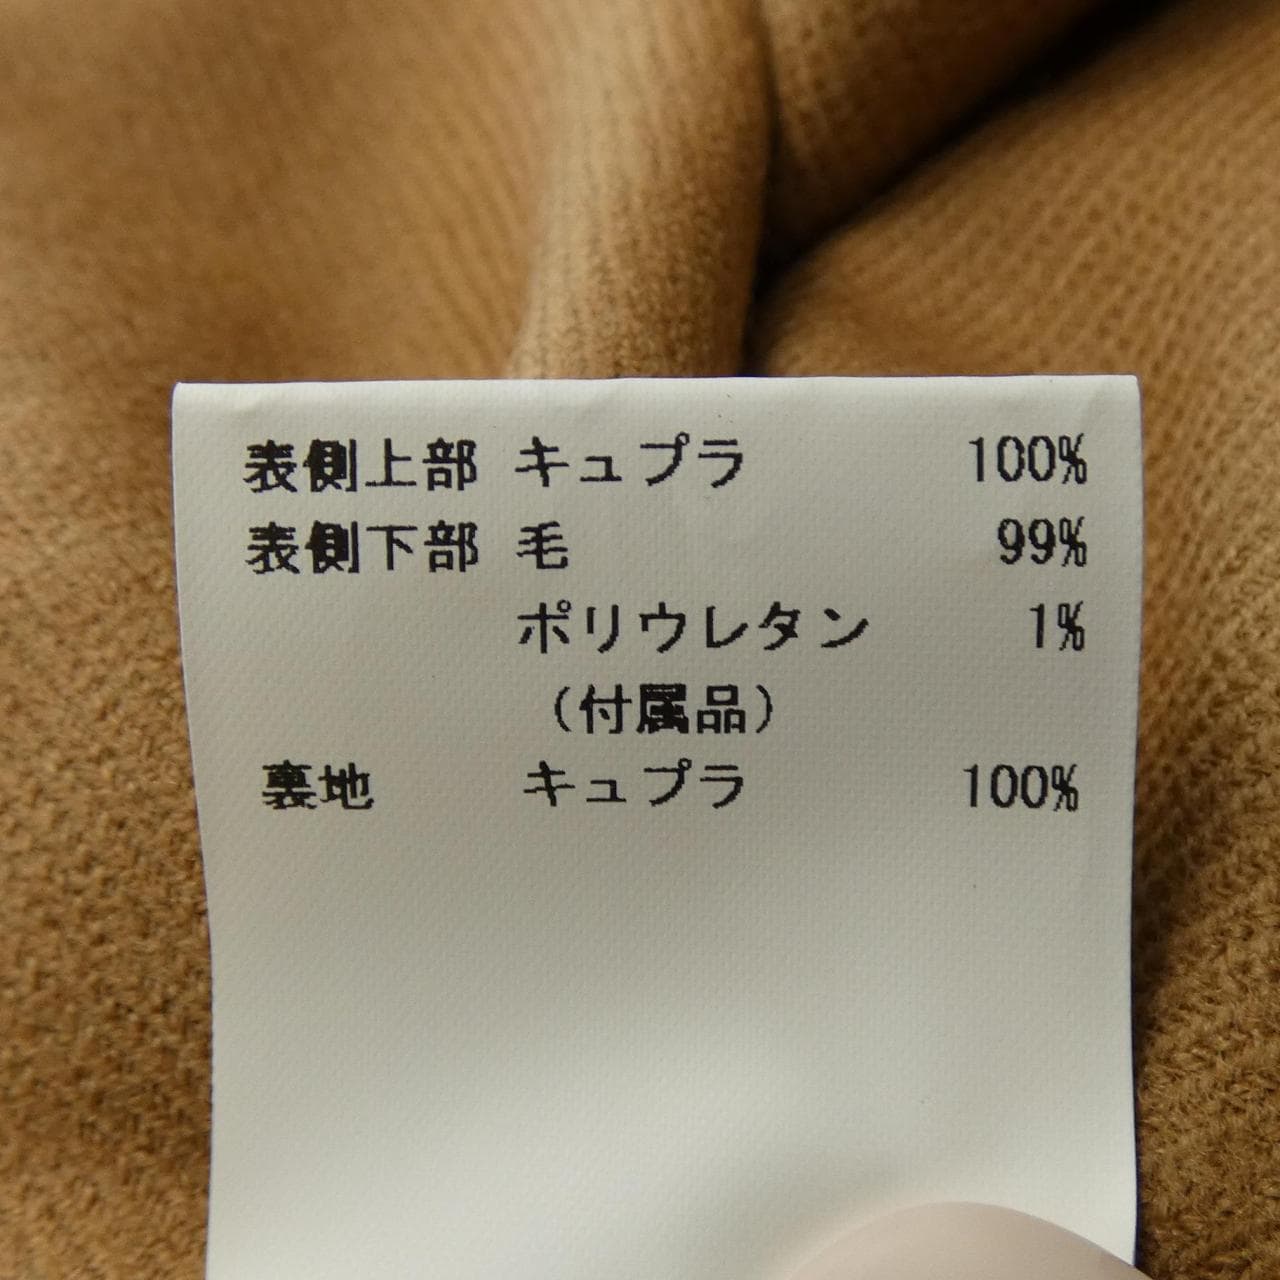 表側上部 キュプラ 100%
表側下部 毛 99%
ポリウレタン 1%
(付属品)
裏地 キュプラ 100%